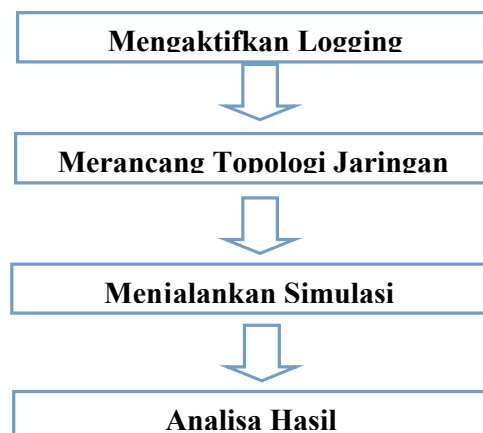 Mengaktifkan Logging
Merancang Topologi Jaringan
Menjalankan Simulasi
Analisa Hasil